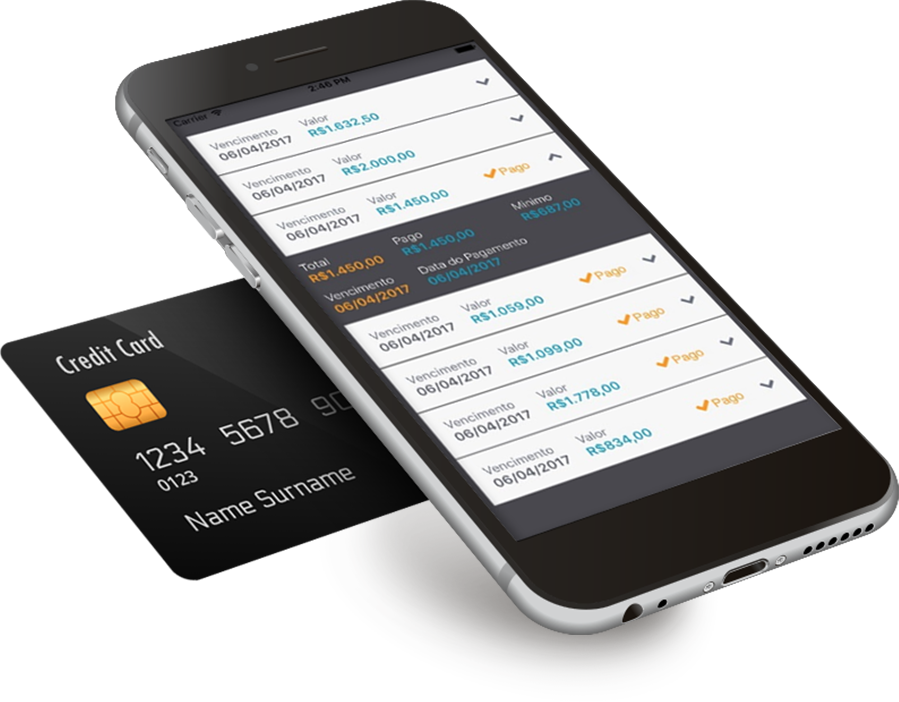 2:46 PM
Carrier
Vencimento Valor
06/04/2017 R$1.632,50
Vencimento Valor
06/04/2017 R$2.000,00
Vencimento Valor Pago
06/04/2017 R$1.450,00
Total Pago Minimo
R$1.450,00 R$1.450,00 R$687,00
Vencimento Data do Pagamento
06/04/2017 06/04/2017
Vencimento Valor Pago
06/04/2017 R$1.059,00
Vencimento Valor Pago
06/04/2017 R$1.099,00
Vencimento Valor Pago
06/04/2017 R$1.778,00
Vencimento Valor Pago
06/04/2017 R$834,00
Credit Card
1234 5678 90
0123
Name Surname